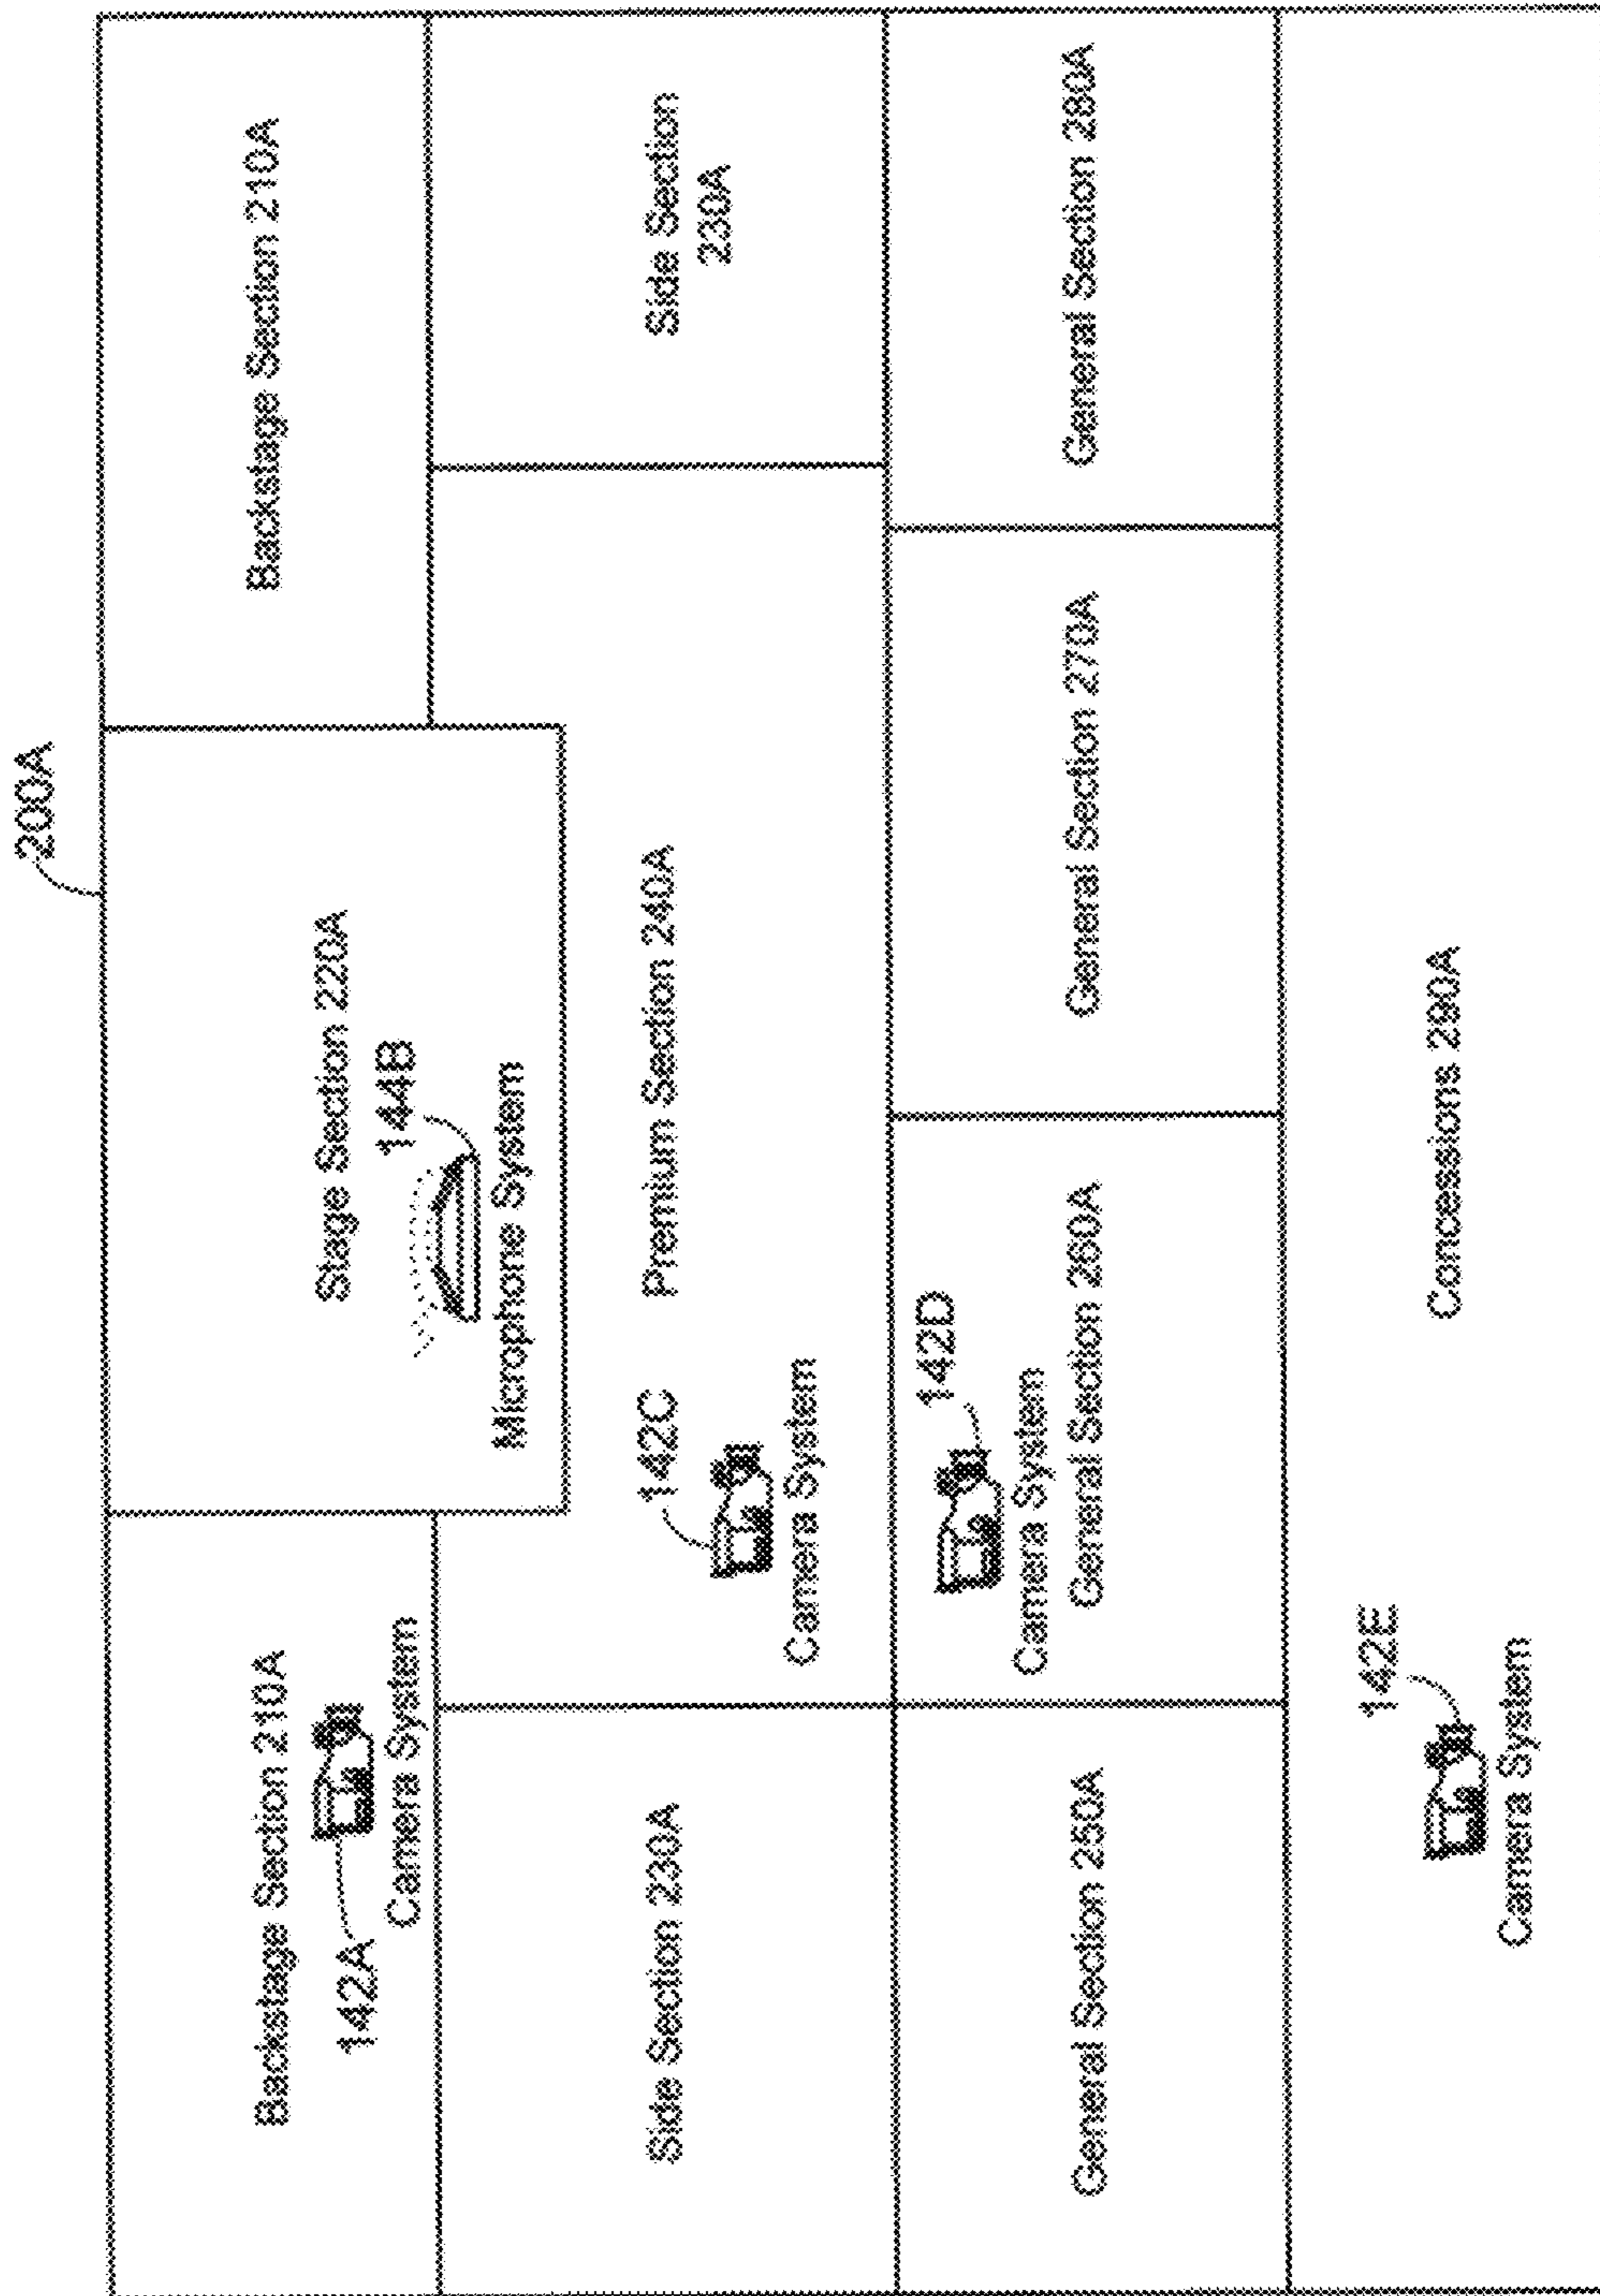 200A
Backstage Section 210A
142A
Camera System
Stage Section 220A
144B
Microphone System
Backstage Section 210A
Side Section 230A
142C
Camera System
Premium Section 240A
Side Section
230A
General Section 250A
142D
Camera System
General Section 260A
General Section 270A
General Section 280A
142E
Camera System
Concessions 290A